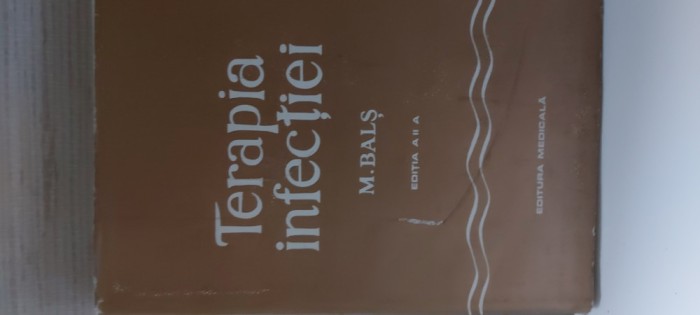 Terapia
infecției
M. BALȘ
EDIȚIA A II A
EDITURA MEDICALĂ